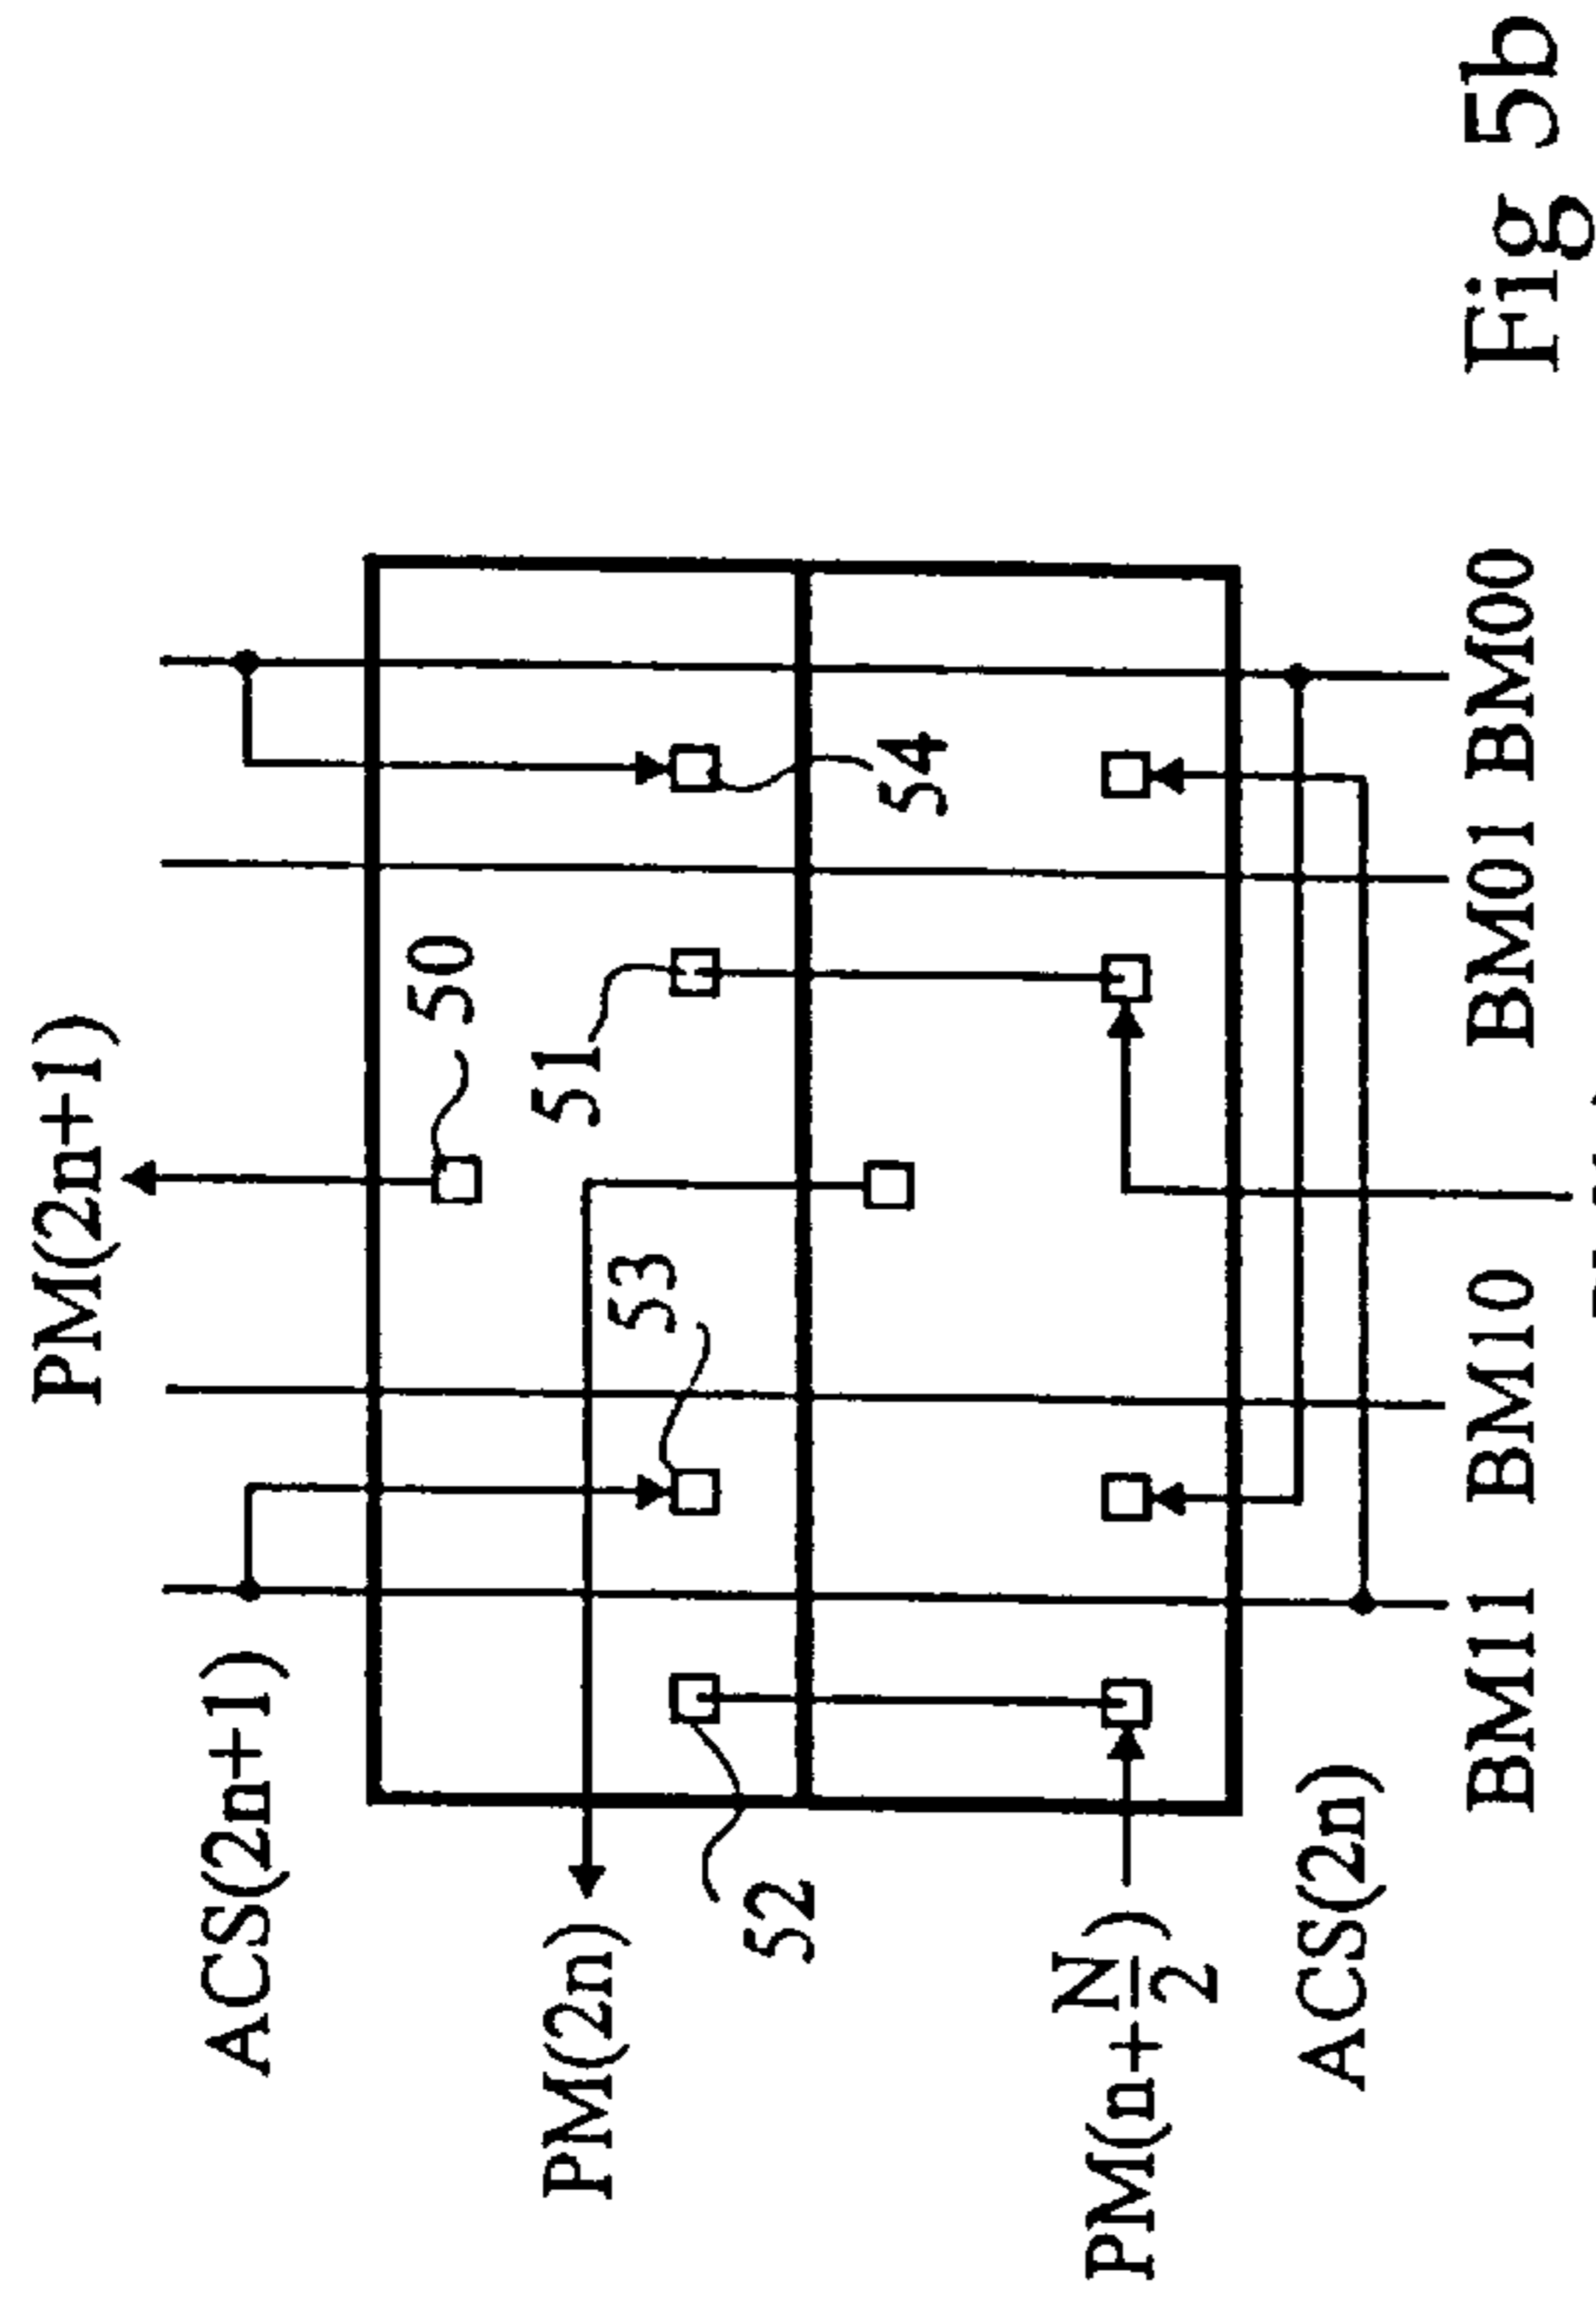 PM(2n+1)
ACS(2n+1)
50
PM(2n)
51
53
52
54
PM(n+N/2)
ACS(2n)
BM11 BM10 BM01 BM00
Fig 5b